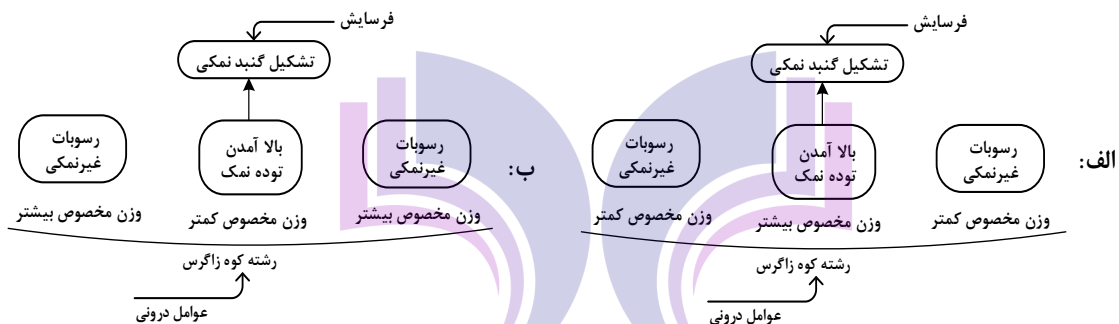 الف:
فرسایش
تشکیل گنبد نمکی
رسوبات
غیرنمکی
بالا آمدن
توده نمک
رسوبات
غیرنمکی
وزن مخصوص کمتر
وزن مخصوص بیشتر
وزن مخصوص کمتر
رشته کوه زاگرس
عوامل درونی
ب:
فرسایش
تشکیل گنبد نمکی
رسوبات
غیرنمکی
بالا آمدن
توده نمک
رسوبات
غیرنمکی
وزن مخصوص بیشتر
وزن مخصوص کمتر
وزن مخصوص بیشتر
رشته کوه زاگرس
عوامل درونی